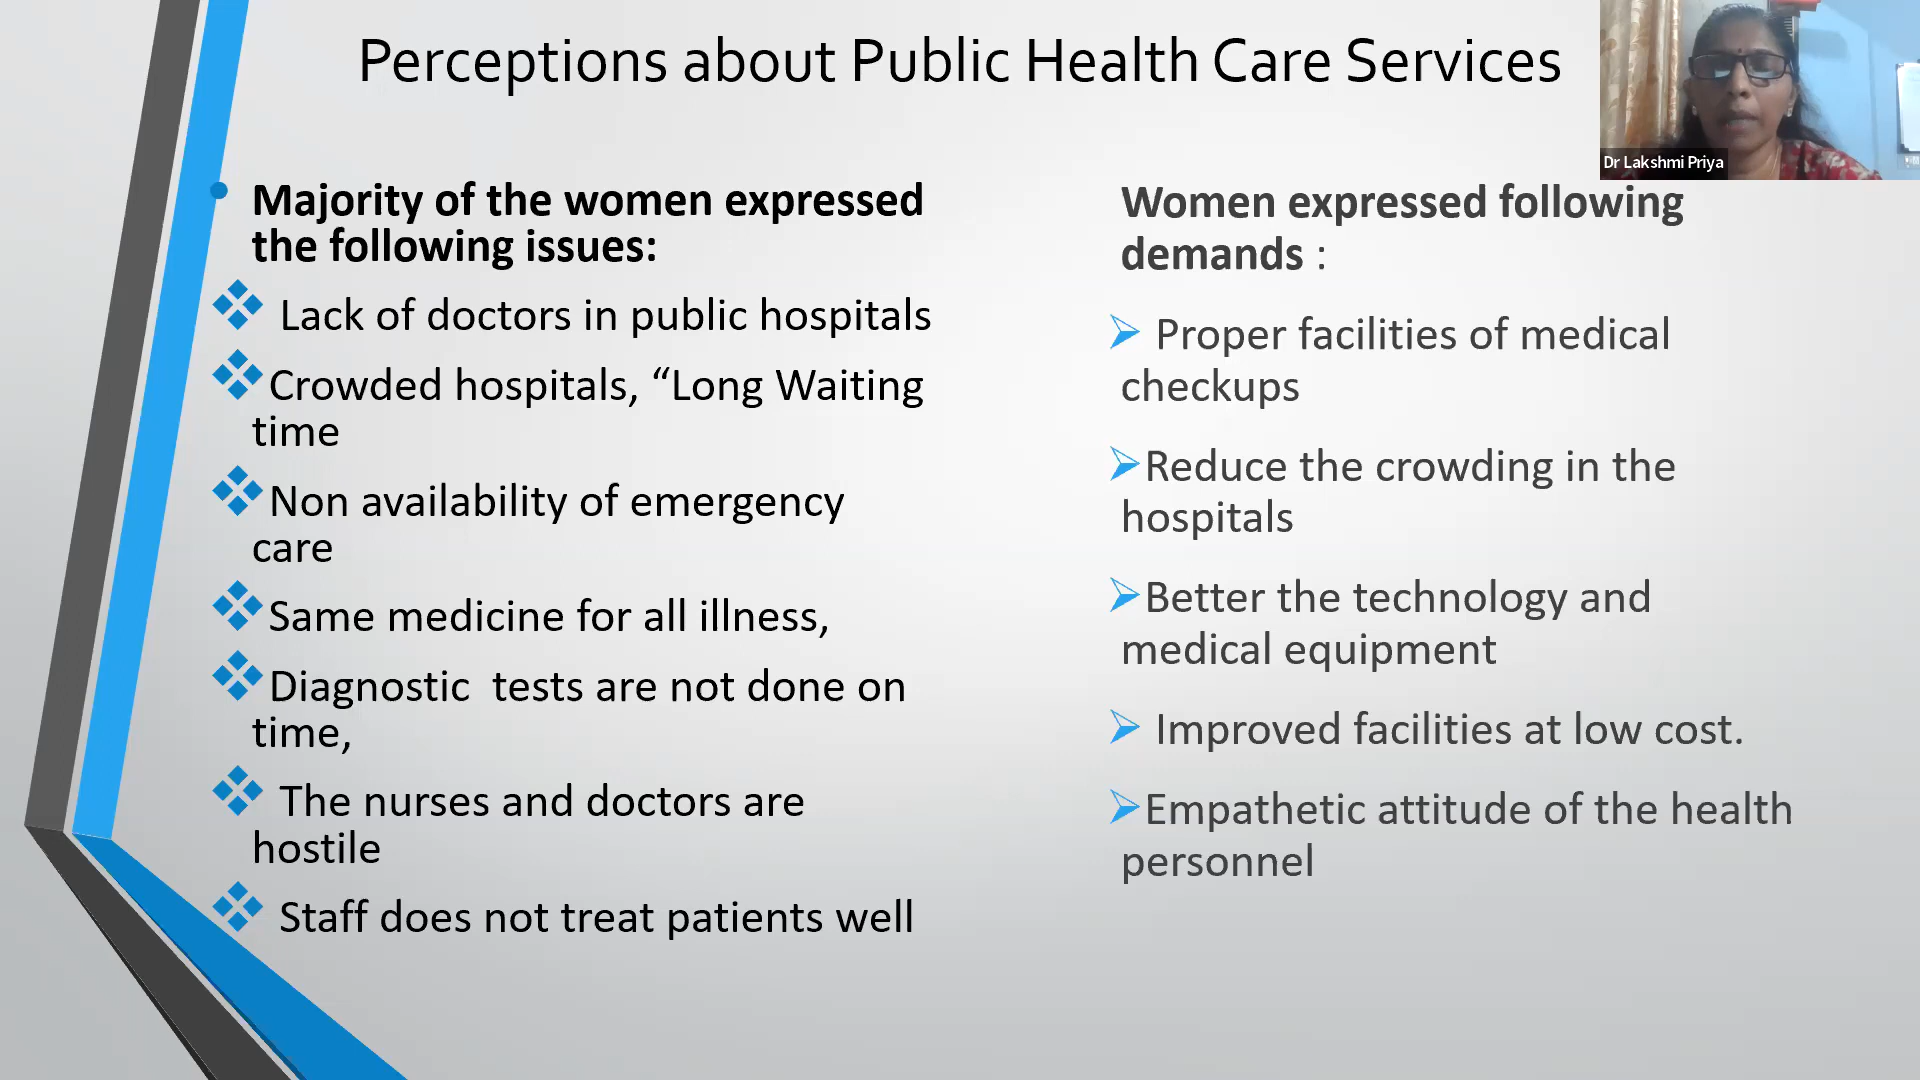 Perceptions about Public Health Care Services
Dr Lakshmi Priya
Majority of the women expressed
the following issues:
Lack of doctors in public hospitals
Crowded hospitals, “Long Waiting
time
Non availability of emergency
care
Same medicine for all illness,
Diagnostic tests are not done on
time,
The nurses and doctors are
hostile
Staff does not treat patients well
Women expressed following
demands :
Proper facilities of medical
checkups
Reduce the crowding in the
hospitals
Better the technology and
medical equipment
Improved facilities at low cost.
Empathetic attitude of the health
personnel